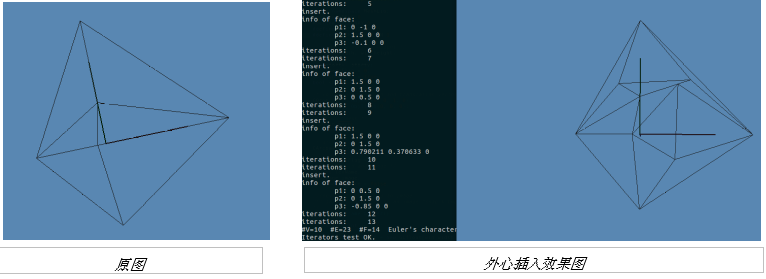 iterations:     5
insert.
info of face:
p1: 0 -1 0
p2: 1.5 0 0
p3: -0.1 0 0
iterations:     6
iterations:     7
insert.
info of face:
p1: 1.5 0 0
p2: 0 1.5 0
p3: 0 0.5 0
iterations:     8
iterations:     9
insert.
info of face:
p1: 1.5 0 0
p2: 0 1.5 0
p3: 0.790211 0.370633 0
iterations:     10
iterations:     11
insert.
info of face:
p1: 0 0.5 0
p2: 0 1.5 0
p3: -0.85 0 0
iterations:     12
iterations:     13
#V=10  #E=23  #F=14  Euler's character
Iterators test OK.
原图
外心插入效果图